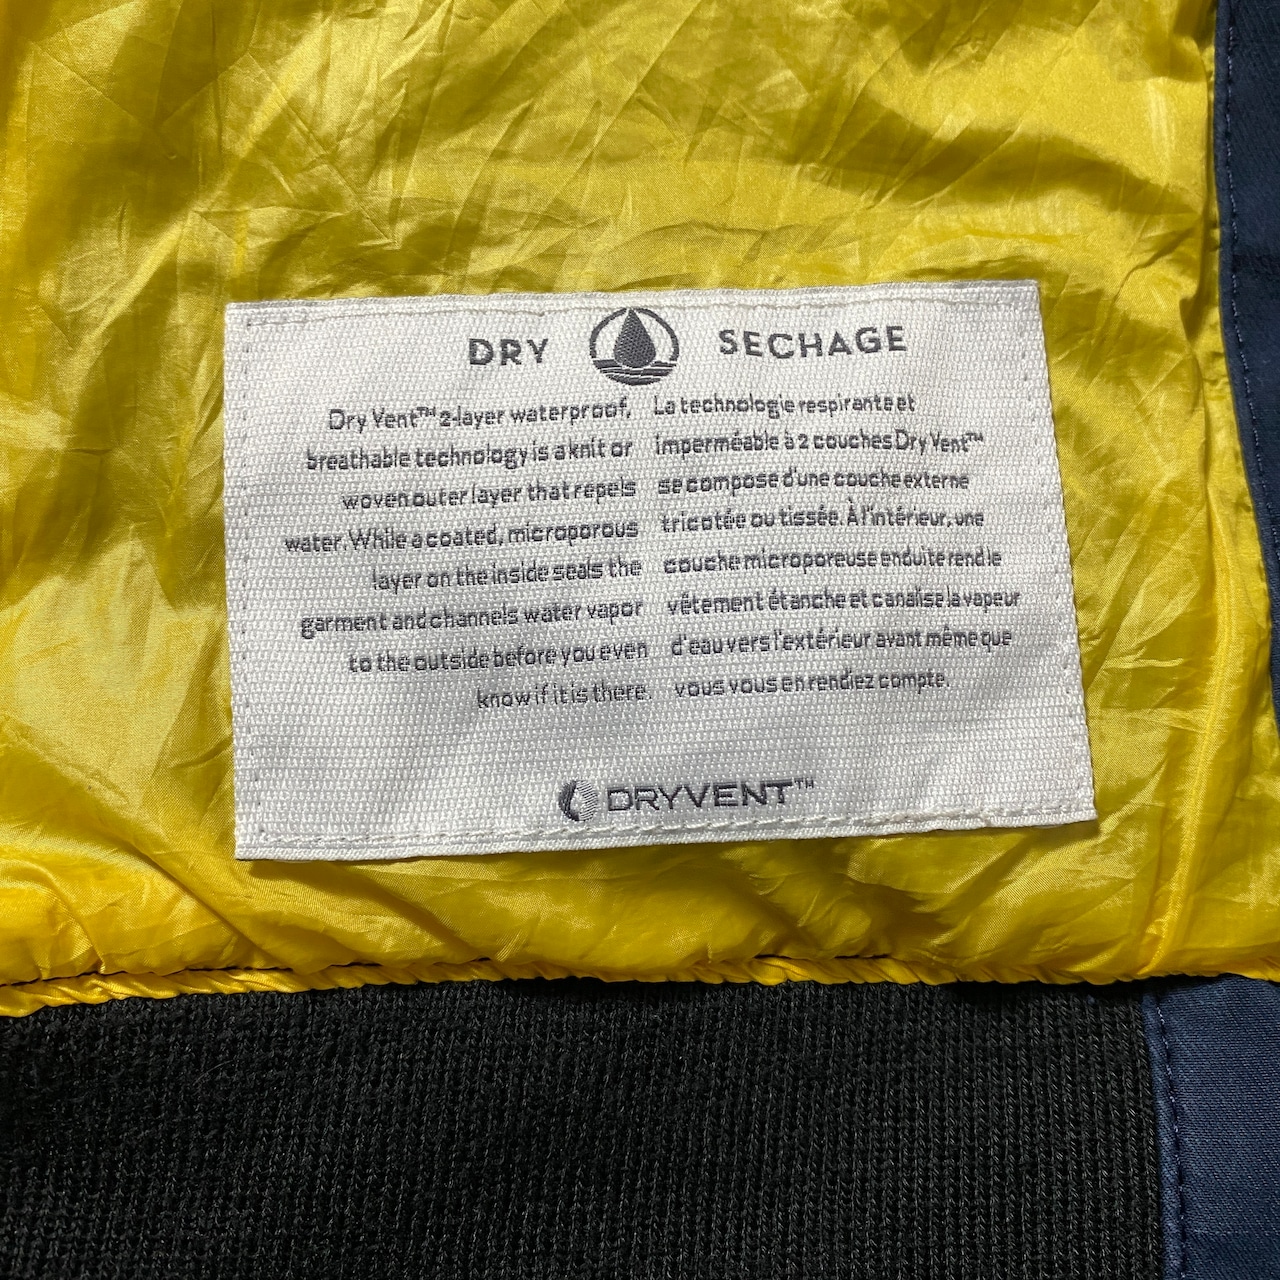 DRY SECHAGE
Dry Vent™ 2-layer waterproof,
breathable technology is a knit or
woven outer layer that repels
water. While a coated, microporous
layer on the inside seals the
garment and channels water vapor
to the outside before you even
know if it is there.
La technologie respirante et
imperméable à 2 couches Dry Vent™
se compose d'une couche externe
tricotée ou tissée. À l'intérieur, une
couche microporeuse enduite rend le
vêtement étanche et canalise la vapeur
d'eau vers l'extérieur avant même que
vous vous en rendiez compte.
DRYVENT™